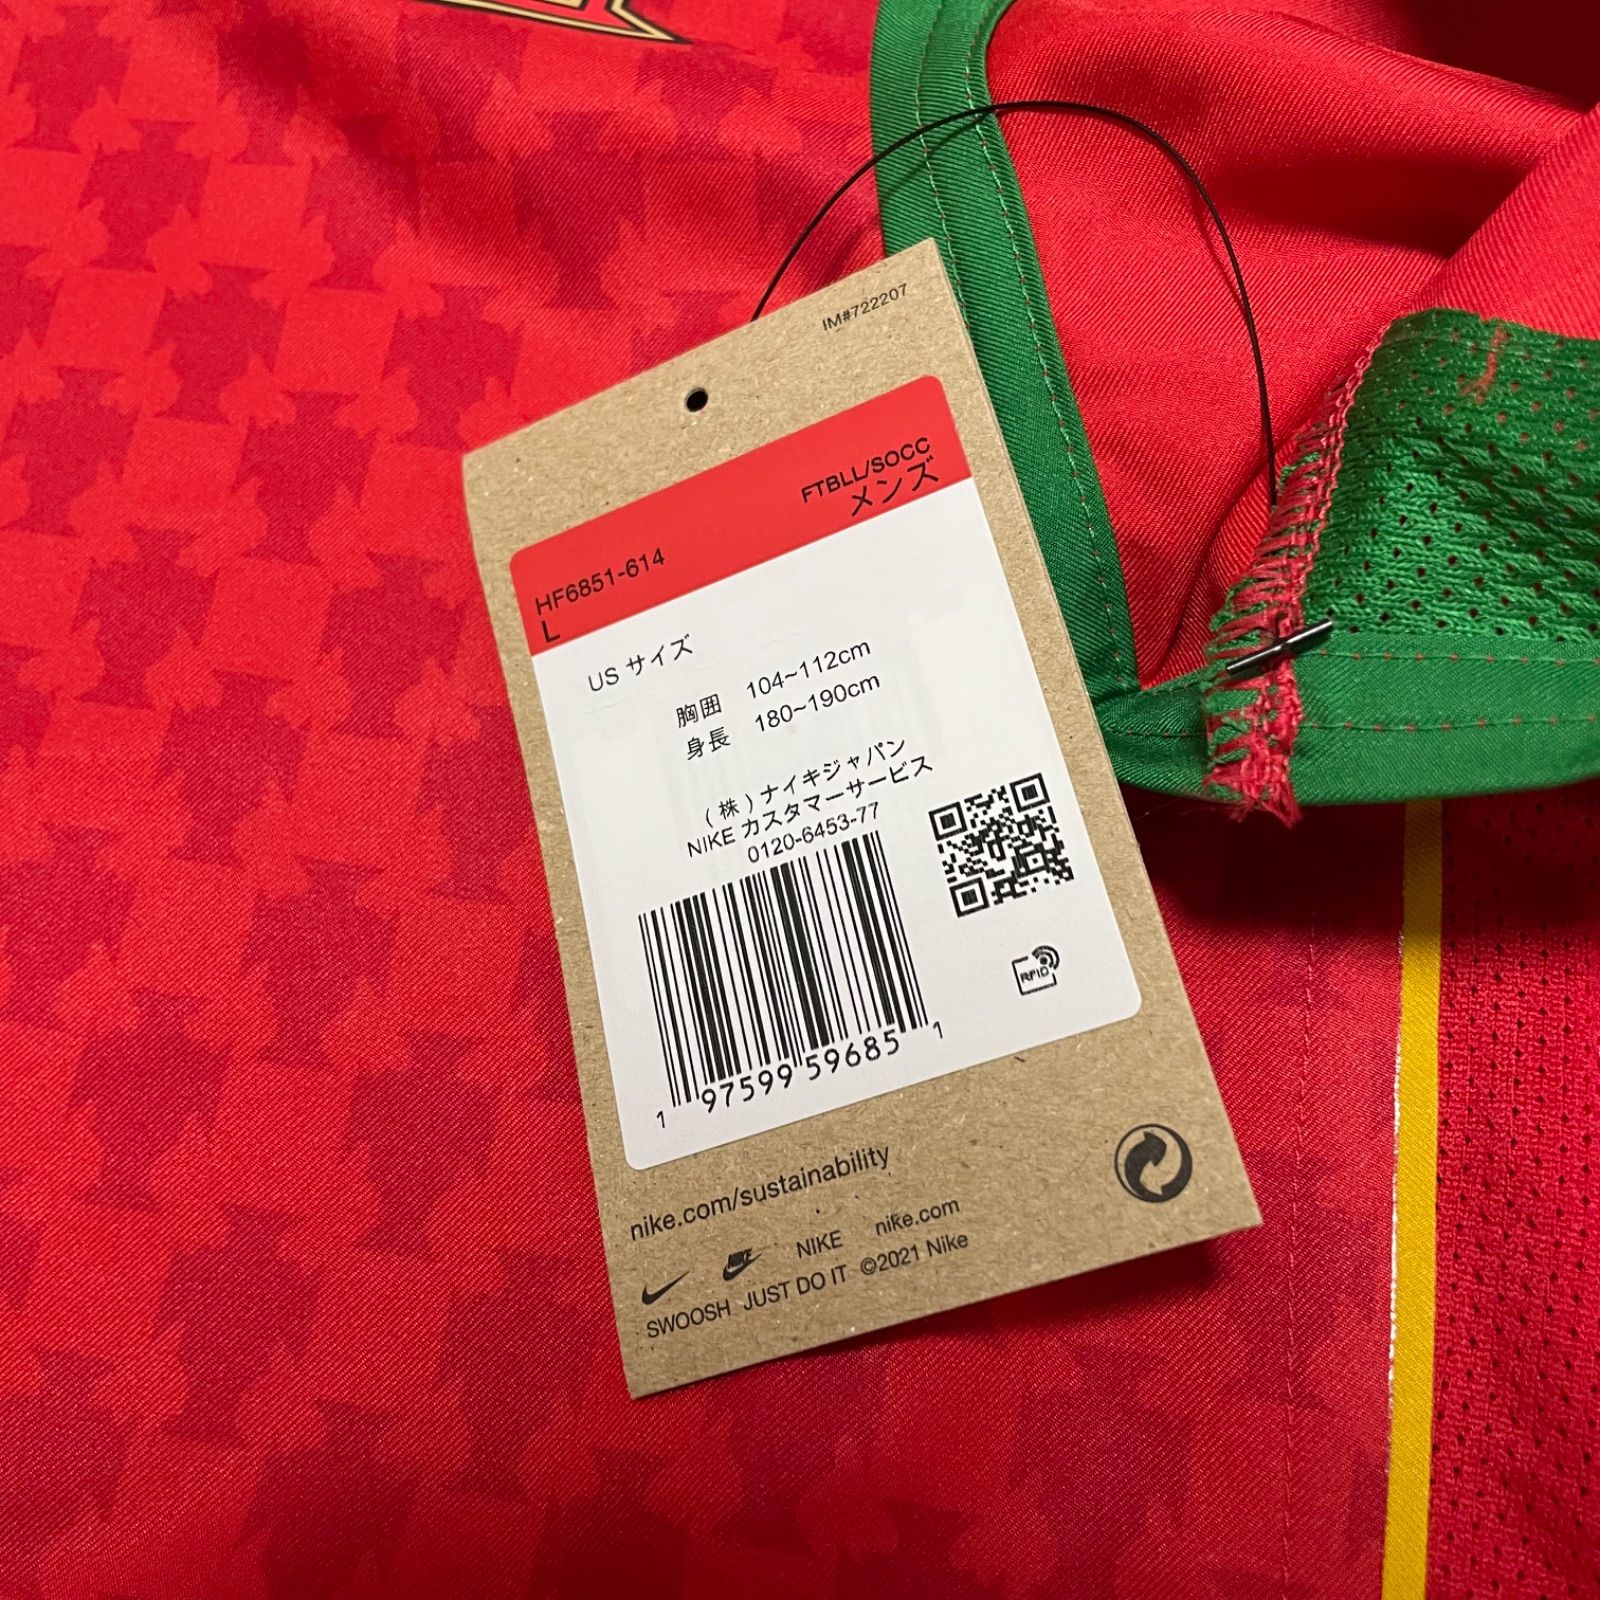 IM#722207
FTBLL/SOCC
メンズ
HF6851-614
L
US サイズ
胸囲 104~112cm
身長 180~190cm
(株)ナイキジャパン
NIKE カスタマーサービス
0120-6453-77
RFID
1 97599 59685 1
nike.com/sustainability
NIKE nike.com
SWOOSH JUST DO IT ©2021 Nike